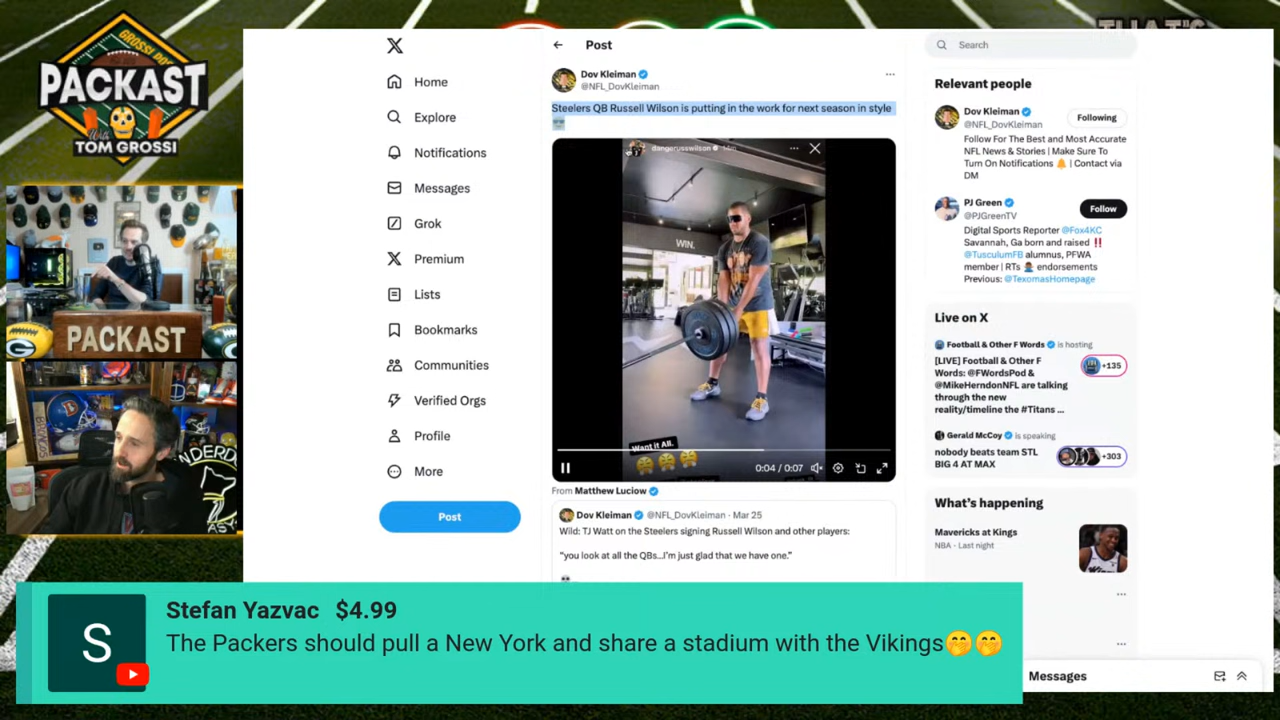 THAT'S
GROSSI POD
PACKAST
With
TOM GROSSI
PACKAST
Home
Explore
Notifications
Messages
Grok
Premium
Lists
Bookmarks
Communities
Verified Orgs
Profile
More
Post
Post
Dov Kleiman
@NFL_DovKleiman
Steelers QB Russell Wilson is putting in the work for next season in style
😎
dangerusswilson
WIN.
Want it All.
😤😤😤
0:04 / 0:07
From Matthew Luciow
Dov Kleiman @NFL_DovKleiman · Mar 25
Wild: TJ Watt on the Steelers signing Russell Wilson and other players:
"you look at all the QBs...I'm just glad that we have one."
Search
Relevant people
Dov Kleiman
@NFL_DovKleiman
Following
Follow For The Best and Most Accurate
NFL News & Stories | Make Sure To
Turn On Notifications 🔔 | Contact via
DM
PJ Green
@PJGreenTV
Follow
Digital Sports Reporter @Fox4KC
Savannah, Ga born and raised ‼️
@TusculumFB alumnus, PFWA
member | RTs 🙅🏽‍♂️ endorsements
Previous: @TexomasHomepage
Live on X
Football & Other F Words is hosting
[LIVE] Football & Other F
Words: @FWordsPod &
@MikeHerndonNFL are talking
through the new
reality/timeline the #Titans ...
+135
Gerald McCoy is speaking
nobody beats team STL
BIG 4 AT MAX
+303
What's happening
Mavericks at Kings
NBA · Last night
Messages
S
Stefan Yazvac $4.99
The Packers should pull a New York and share a stadium with the Vikings🤭🤭